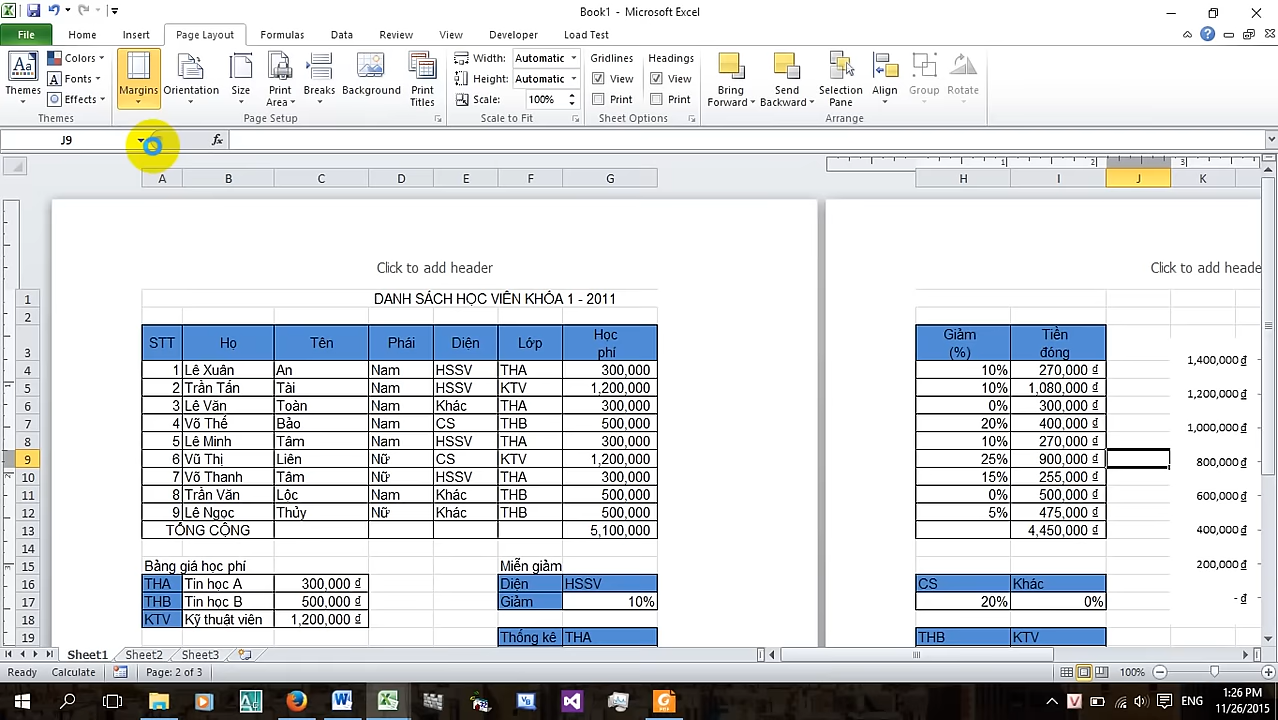 Book1 - Microsoft Excel
File Home Insert Page Layout Formulas Data Review View Developer Load Test
Themes Colors Fonts Effects Margins Orientation Size Print Area Breaks Background Print Titles Width: Automatic Height: Automatic Scale: 100% Gridlines View Print Headings View Print Bring Forward Send Backward Selection Pane Align Group Rotate
Themes Page Setup Scale to Fit Sheet Options Arrange
J9 fx
1 2 3
A B C D E F G H I J K
Click to add header Click to add heade
1 DANH SÁCH HỌC VIÊN KHÓA 1 - 2011
2
3 STT Họ Tên Phái Diện Lớp Học phí Giảm (%) Tiền đóng
4 1 Lê Xuân An Nam HSSV THA 300,000 10% 270,000 ₫ 1,400,000 ₫
5 2 Trần Tấn Tài Nam HSSV KTV 1,200,000 10% 1,080,000 ₫ 1,200,000 ₫
6 3 Lê Văn Toàn Nam Khác THA 300,000 0% 300,000 ₫
7 4 Võ Thế Bảo Nam CS THB 500,000 20% 400,000 ₫ 1,000,000 ₫
8 5 Lê Minh Tâm Nam HSSV THA 300,000 10% 270,000 ₫
9 6 Vũ Thị Liên Nữ CS KTV 1,200,000 25% 900,000 ₫ 800,000 ₫
10 7 Võ Thanh Tâm Nữ HSSV THA 300,000 15% 255,000 ₫
11 8 Trần Văn Lộc Nam Khác THB 500,000 0% 500,000 ₫ 600,000 ₫
12 9 Lê Ngọc Thủy Nữ Khác THB 500,000 5% 475,000 ₫
13 TỔNG CỘNG 5,100,000 4,450,000 ₫ 400,000 ₫
14
15 Bảng giá học phí Miễn giảm 200,000 ₫
16 THA Tin học A 300,000 ₫ Diện HSSV CS Khác
17 THB Tin học B 500,000 ₫ Giảm 10% 20% 0% - ₫
18 KTV Kỹ thuật viên 1,200,000 ₫
19 Thống kê THA THB KTV
Sheet1 Sheet2 Sheet3
Ready Calculate Page: 2 of 3 100%
ENG 1:26 PM
11/26/2015